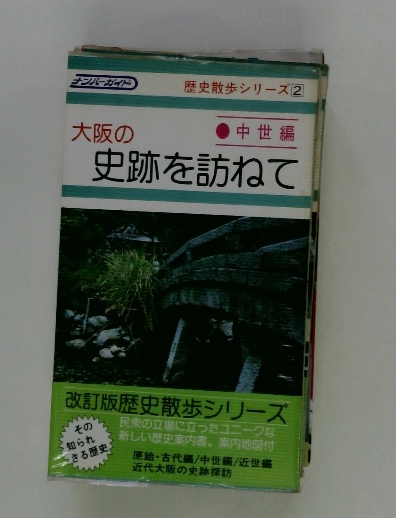 ナンバーガイド
歴史散歩シリーズ2
大阪の
●中世編
史跡を訪ねて
改訂版歴史散歩シリーズ
その
知られ
ざる歴史
民衆の立場に立ったユニークな
新しい歴史案内書。案内地図付
原始・古代編/中世編/近世編
近代大阪の史跡探訪